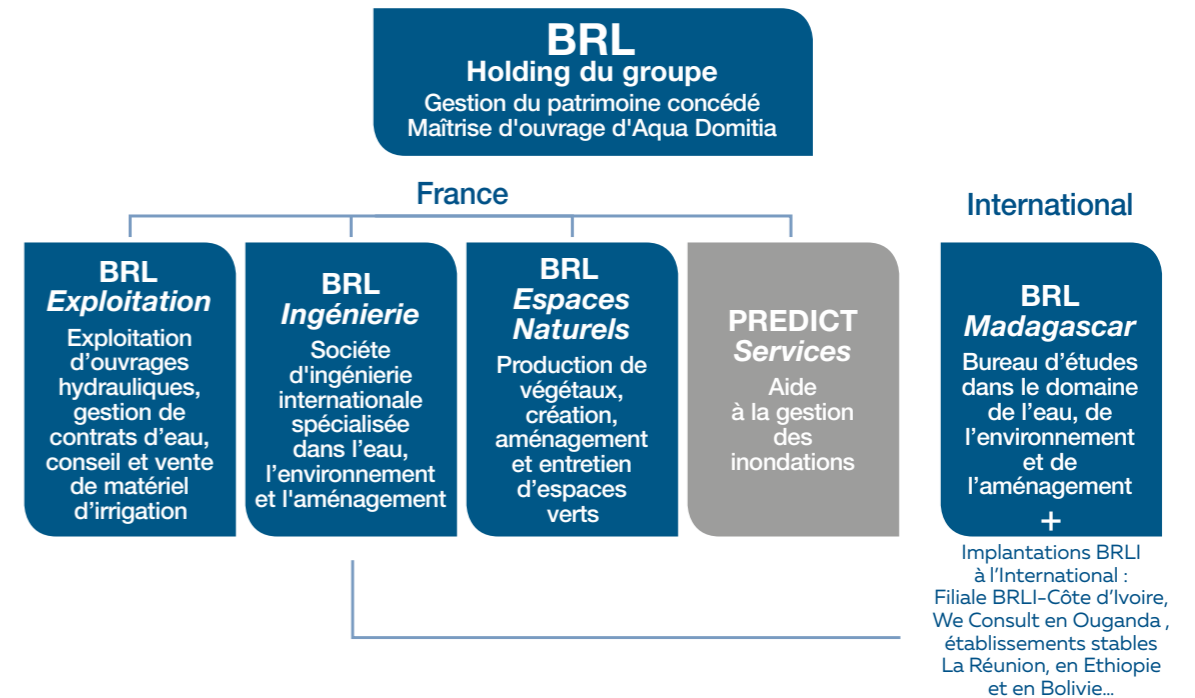 BRL
Holding du groupe
Gestion du patrimoine concédé
Maîtrise d'ouvrage d'Aqua Domitia
France
International
BRL
Exploitation
Exploitation
d’ouvrages
hydrauliques,
gestion de
contrats d’eau,
conseil et vente
de matériel
d’irrigation
BRL
Ingénierie
Sociéte
d'ingénierie
internationale
spécialisée
dans l’eau,
l’environnement
et l'aménagement
BRL
Espaces
Naturels
Production de
végétaux,
création,
aménagement
et entretien
d’espaces
verts
PREDICT
Services
Aide
à la gestion
des
inondations
BRL
Madagascar
Bureau d’études
dans le domaine
de l’eau, de
l’environnement
et de
l’aménagement
+
Implantations BRLI
à l’International :
Filiale BRLI-Côte d’Ivoire,
We Consult en Ouganda ,
établissements stables
La Réunion, en Ethiopie
et en Bolivie...